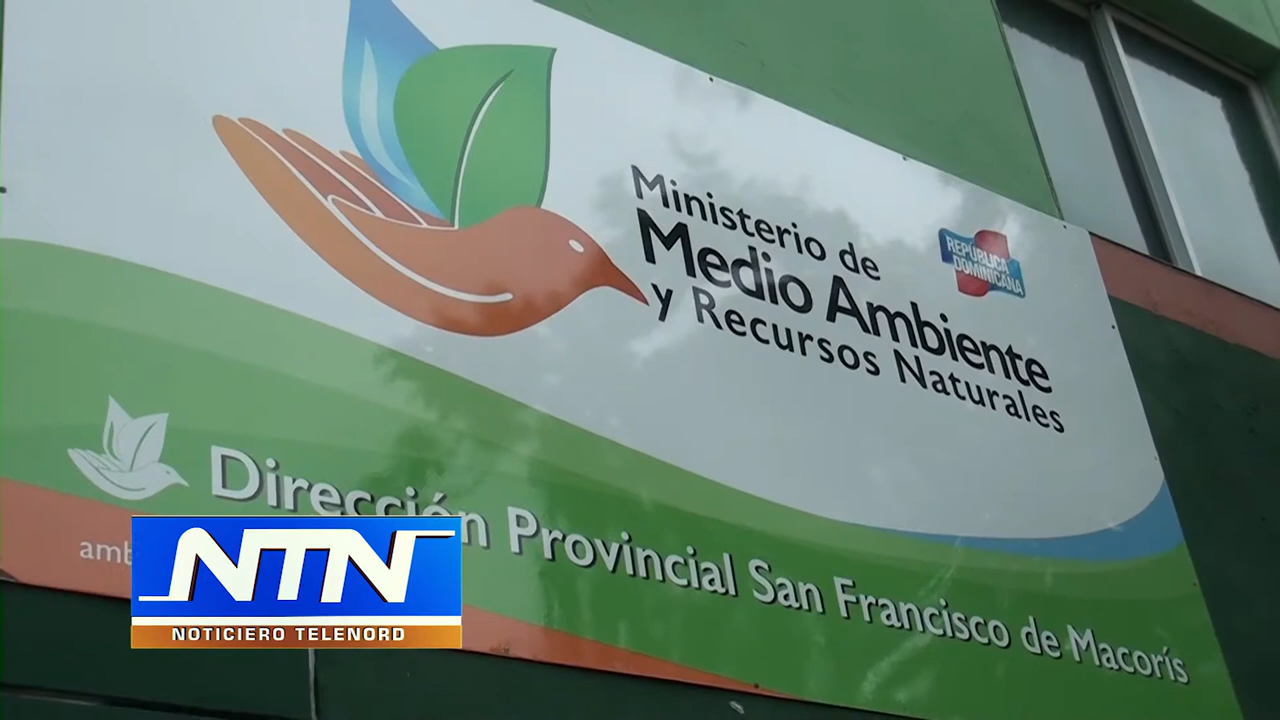 Ministerio de
Medio Ambiente
y Recursos Naturales
REPÚBLICA
DOMINICANA
Dirección Provincial San Francisco de Macorís
NTN
NOTICIERO TELENORD